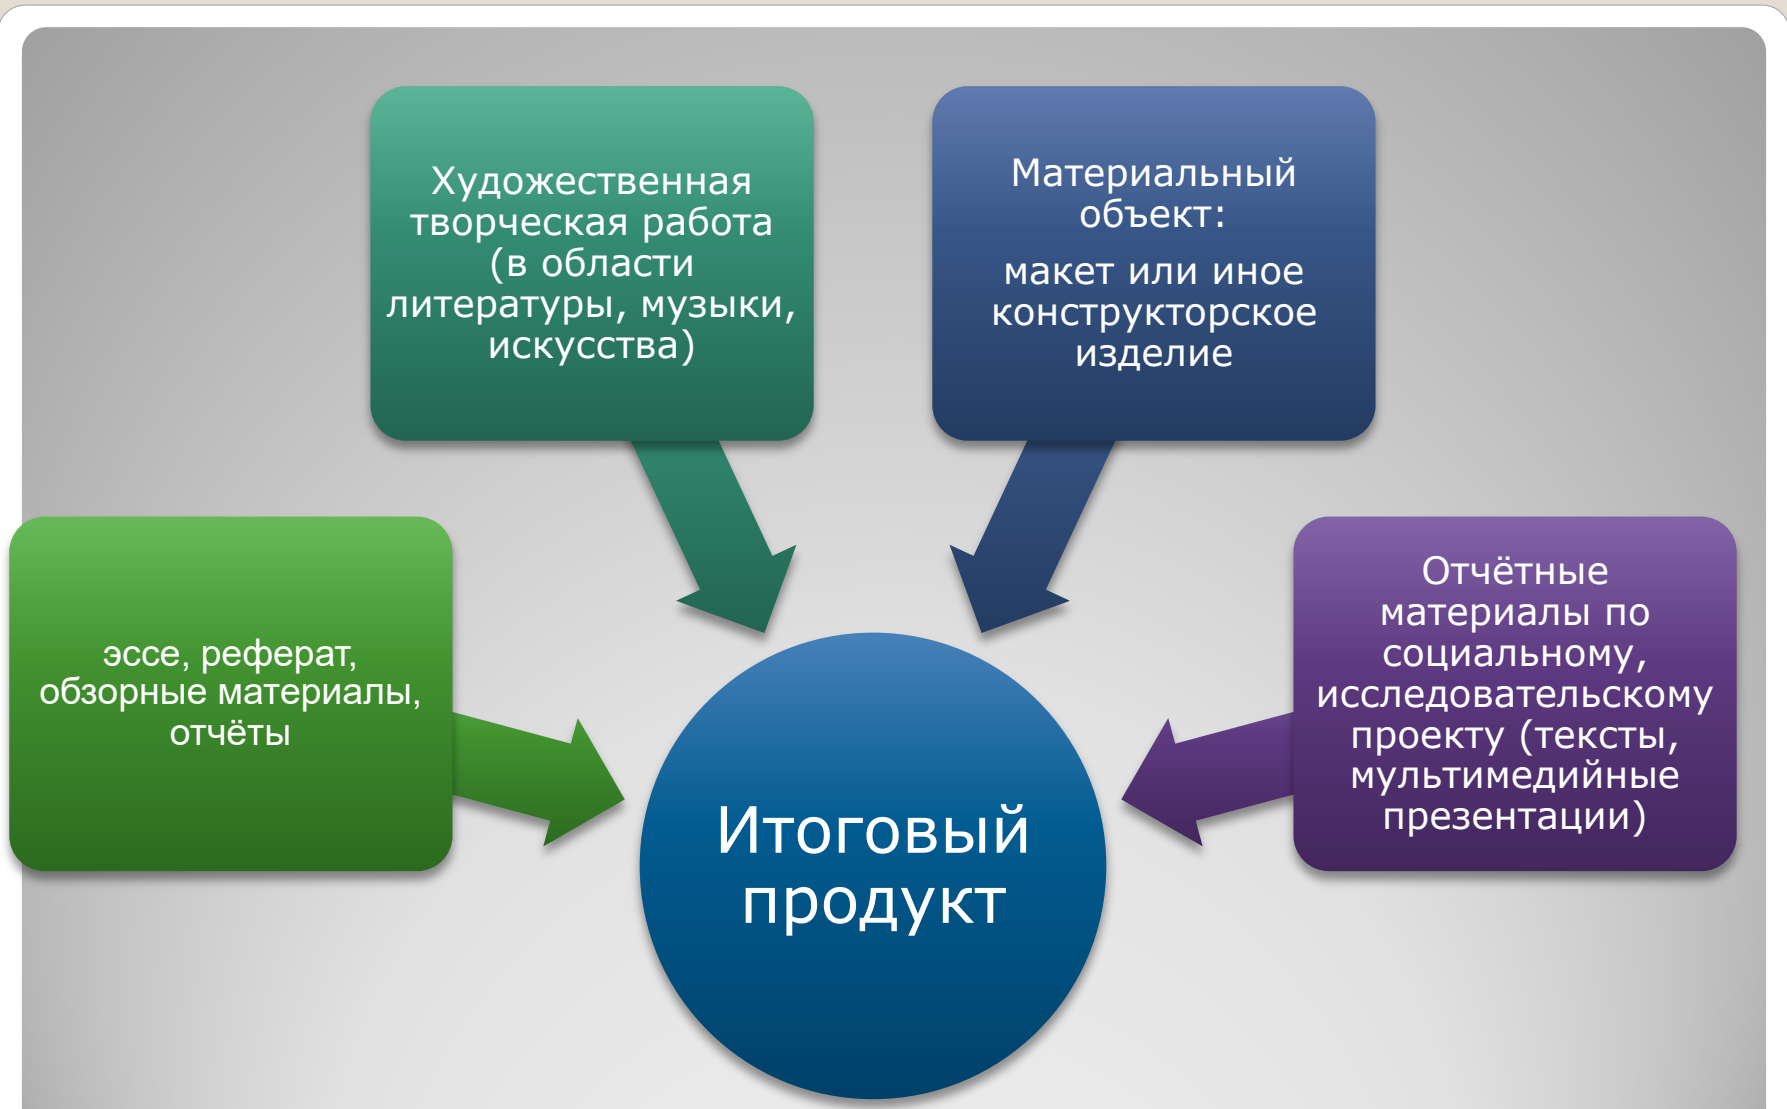 Художественная
творческая работа
(в области
литературы, музыки,
искусства)
Материальный
объект:
макет или иное
конструкторское
изделие
эссе, реферат,
обзорные материалы,
отчёты
Отчётные
материалы по
социальному,
исследовательскому
проекту (тексты,
мультимедийные
презентации)
Итоговый
продукт